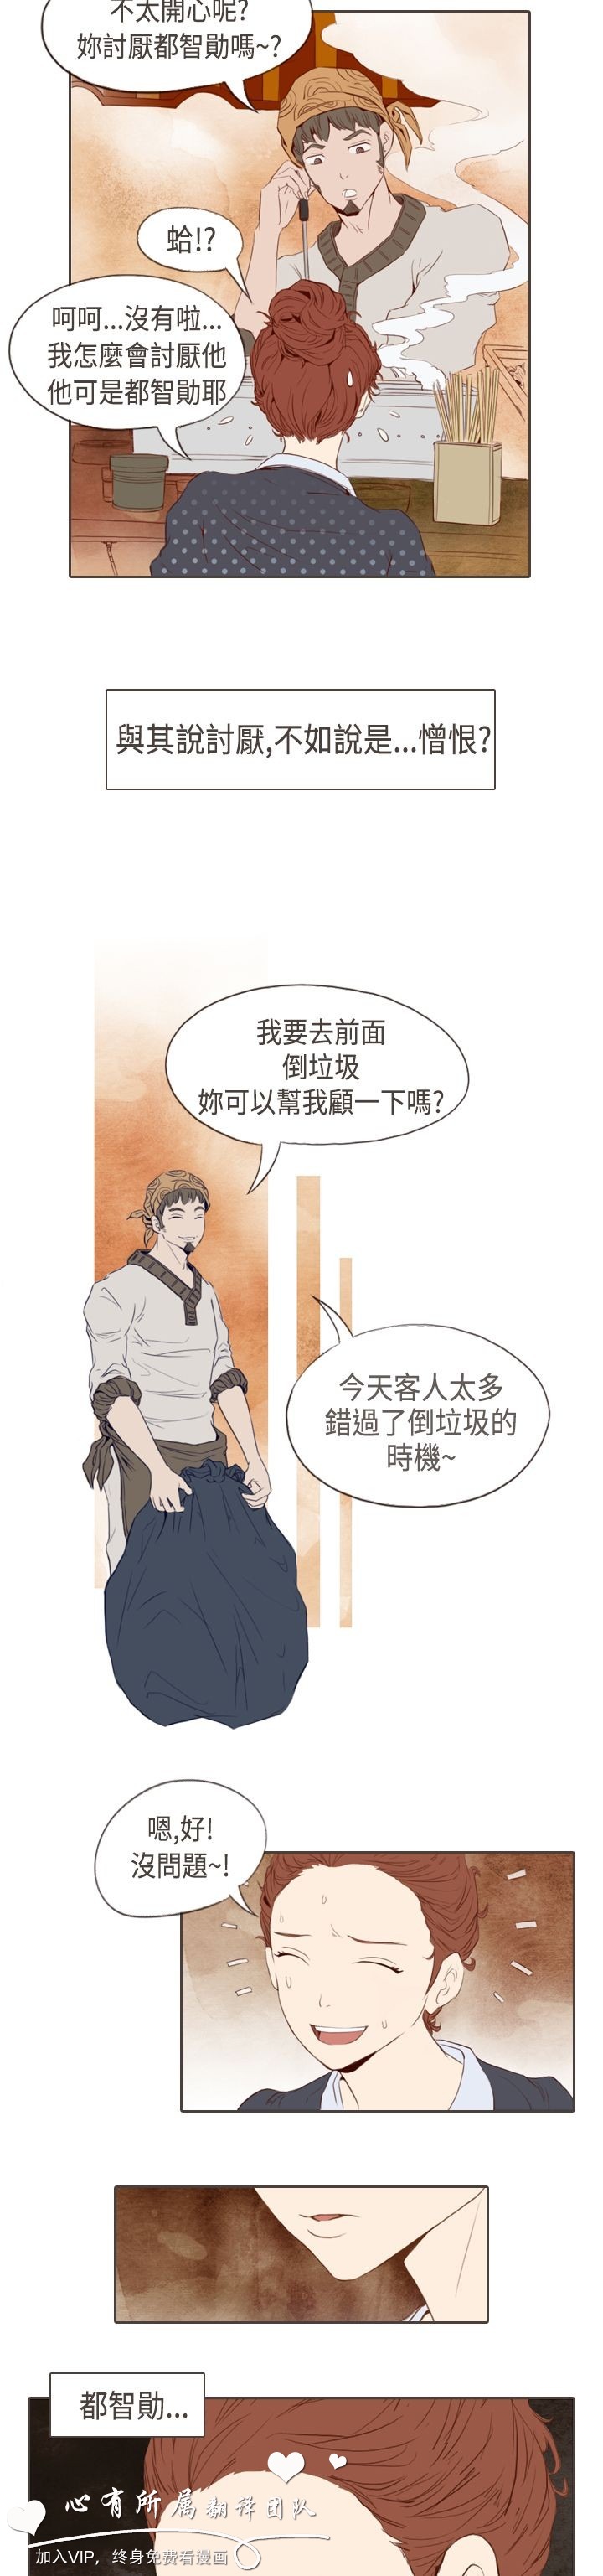 不太開心呢?
妳討厭都智勛嗎~?
蛤!?
呵呵...沒有啦...
我怎麼會討厭他
他可是都智勛耶
與其說討厭,不如說是...憎恨?
我要去前面
倒垃圾
妳可以幫我顧一下嗎?
今天客人太多
錯過了倒垃圾的
時機~
嗯,好!
沒問題~!
都智勛...
心有所属翻译团队
加入VIP，终身免费看漫画